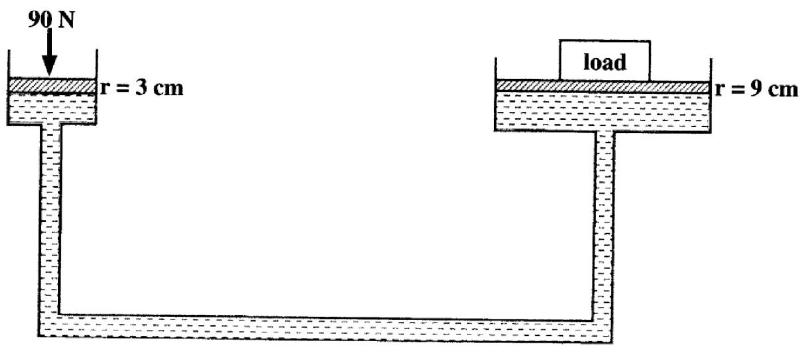 90 N
load
r = 3 cm
r = 9 cm